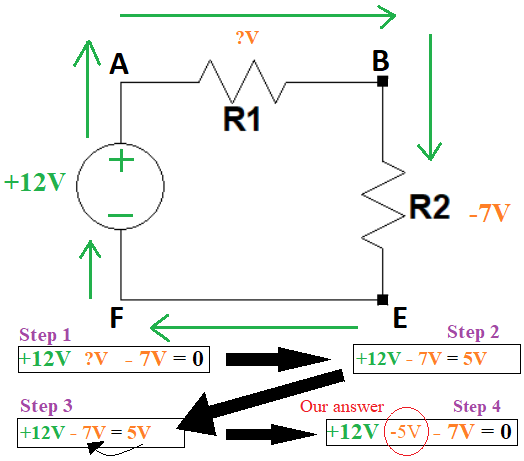 ?V
A
B
R1
+
+12V
−
R2
-7V
F
E
Step 1
+12V ?V - 7V = 0
Step 2
+12V - 7V = 5V
Step 3
+12V - 7V = 5V
Our answer
Step 4
+12V -5V - 7V = 0